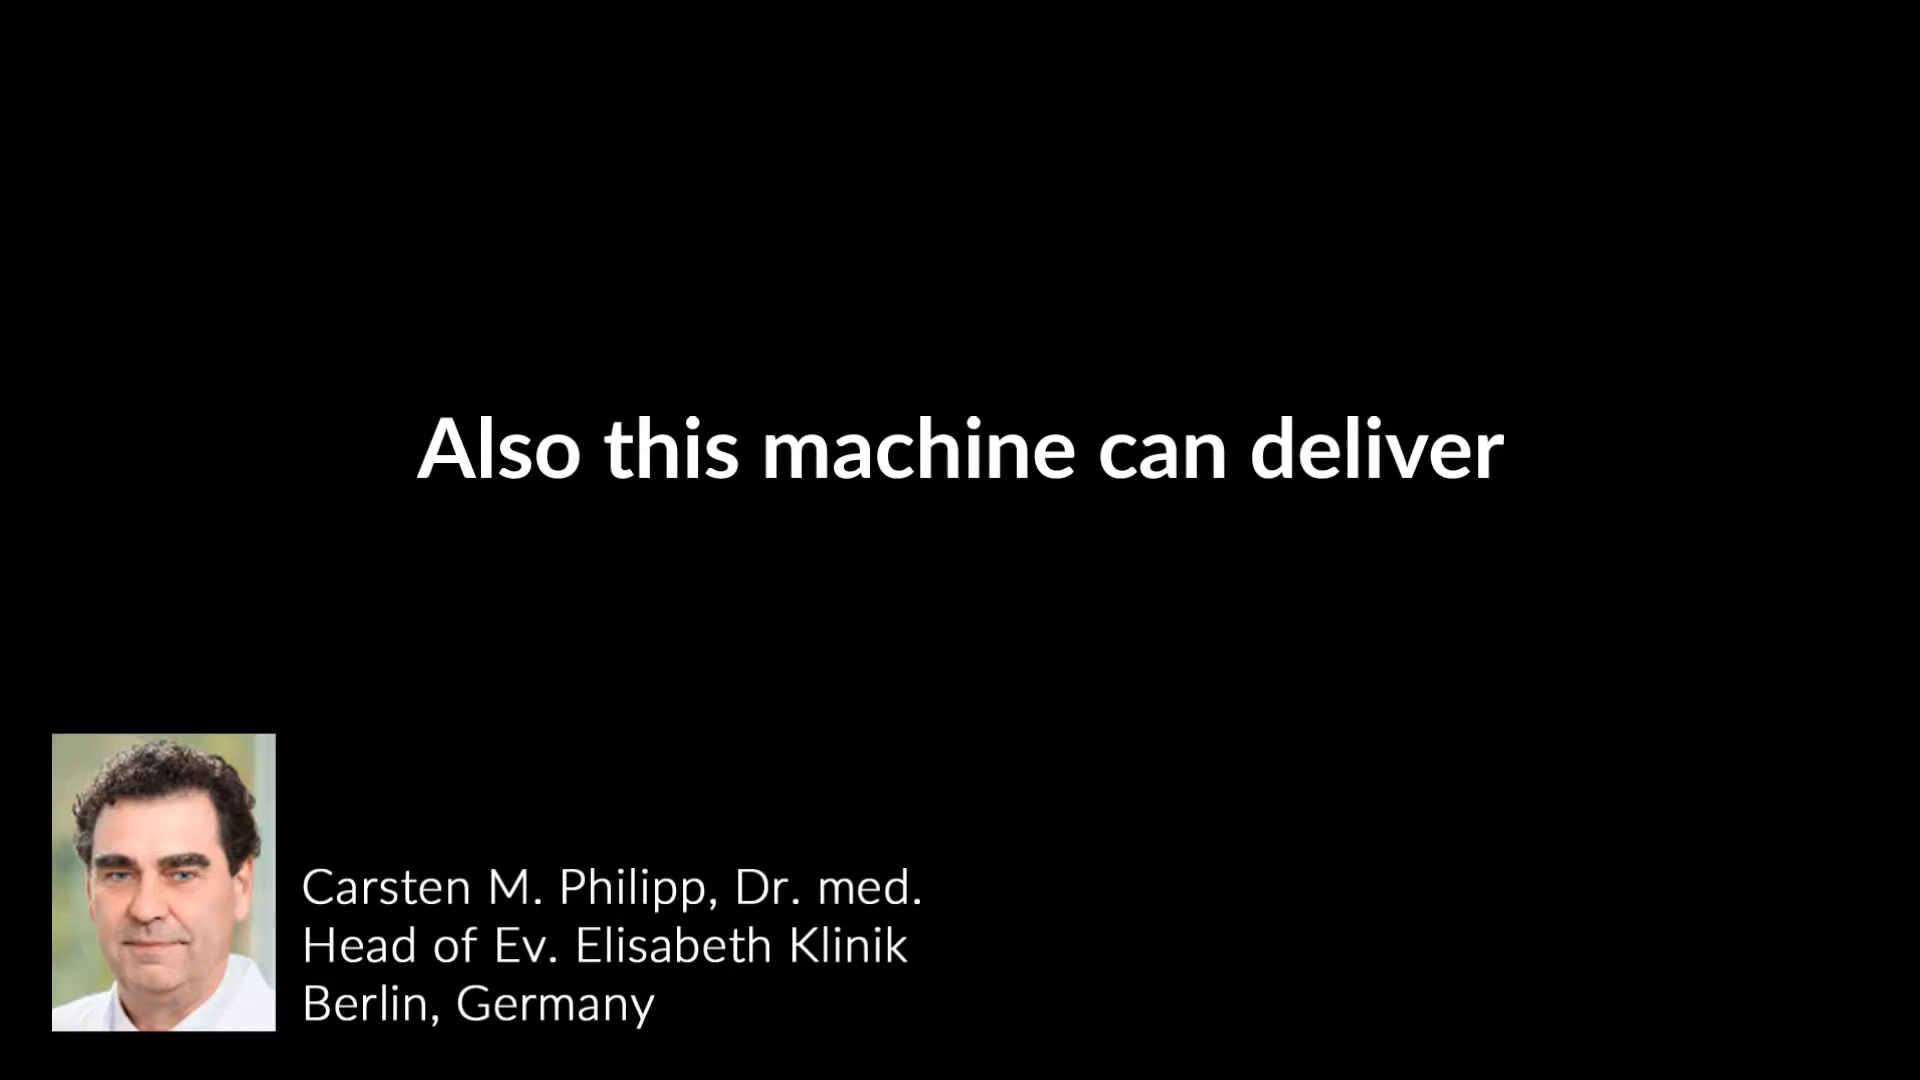 Also this machine can deliver
Carsten M. Philipp, Dr. med.
Head of Ev. Elisabeth Klinik
Berlin, Germany